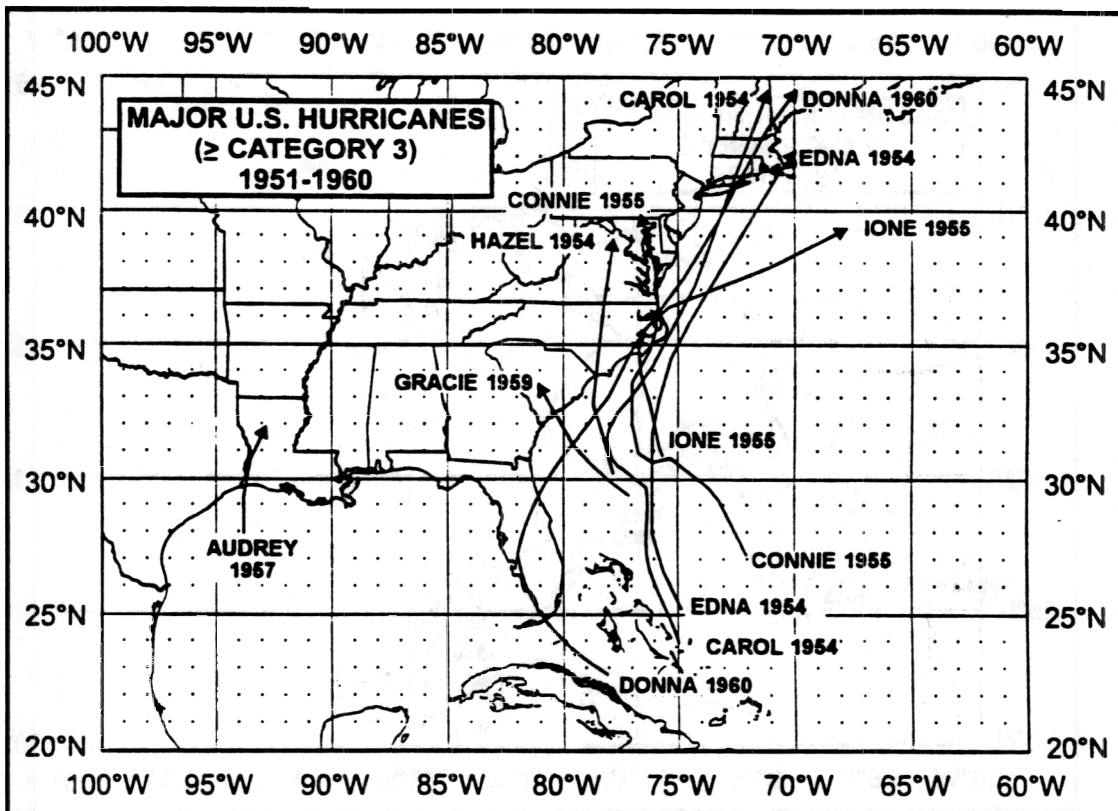 100°W 95°W 90°W 85°W 80°W 75°W 70°W 65°W 60°W
45°N CAROL 1954 DONNA 1960 45°N
MAJOR U.S. HURRICANES
(≥ CATEGORY 3)
1951-1960
EDNA 1954
CONNIE 1955
40°N 40°N
IONE 1955
HAZEL 1954
35°N 35°N
GRACIE 1959
IONE 1955
30°N 30°N
AUDREY
1957
CONNIE 1955
EDNA 1954
25°N 25°N
CAROL 1954
DONNA 1960
20°N 20°N
100°W 95°W 90°W 85°W 80°W 75°W 70°W 65°W 60°W